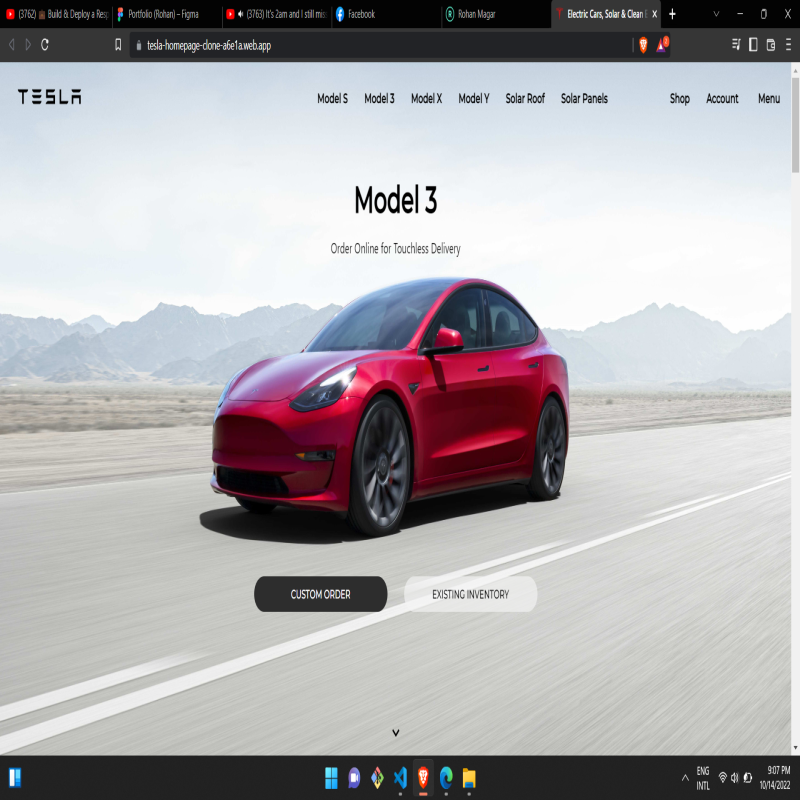 (3762) Build & Deploy a Resp
Portfolio (Rohan) – Figma
(3763) It's 2am and I still mis
Facebook
R Rohan Magar
Electric Cars, Solar & Clean E
tesla-homepage-clone-a6e1a.web.app
TESLA
Model S Model 3 Model X Model Y Solar Roof Solar Panels Shop Account Menu
Model 3
Order Online for Touchless Delivery
CUSTOM ORDER
EXISTING INVENTORY
ENG
INTL
9:07 PM
10/14/2022